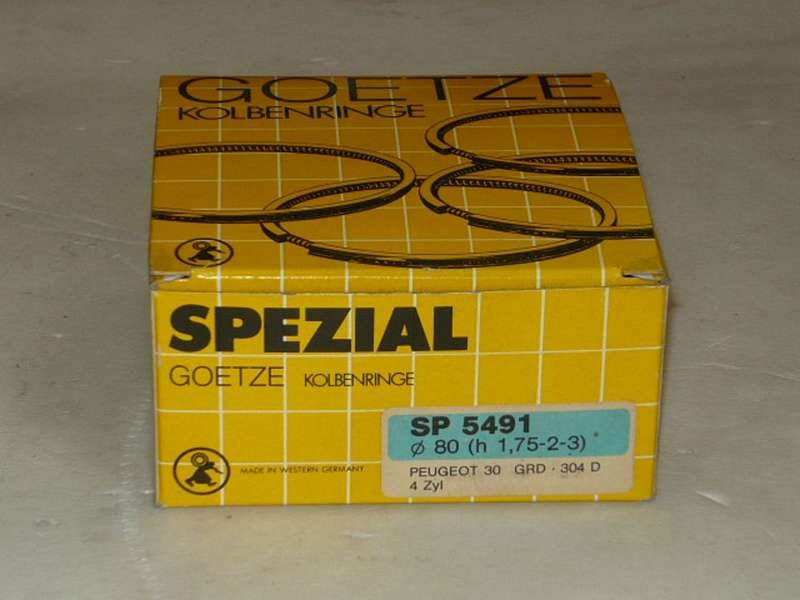 GOETZE
KOLBENRINGE
SPEZIAL
GOETZE KOLBENRINGE
SP 5491
ø 80 (h 1,75-2-3)
MADE IN WESTERN GERMANY
PEUGEOT 30 GRD · 304 D
4 Zyl